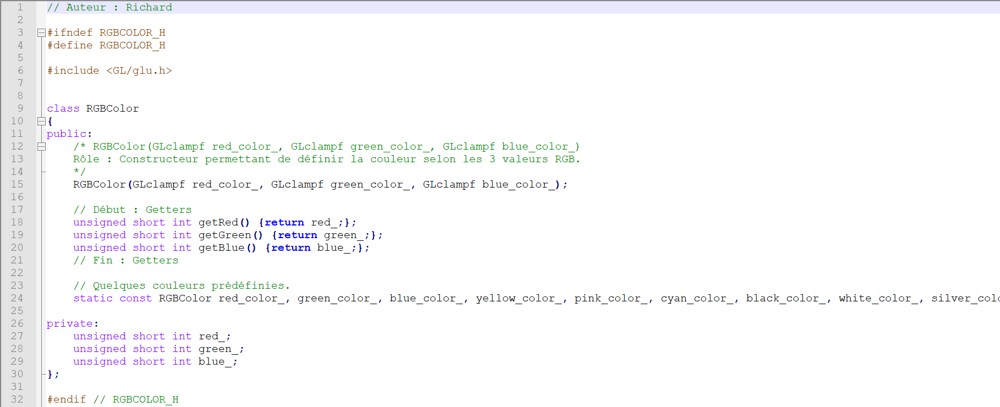 1 // Auteur : Richard
2
3 #ifndef RGBCOLOR_H
4 #define RGBCOLOR_H
5
6 #include <GL/glu.h>
7
8
9 class RGBColor
10 {
11 public:
12 /* RGBColor(GLclampf red_color_, GLclampf green_color_, GLclampf blue_color_)
13 Rôle : Constructeur permettant de définir la couleur selon les 3 valeurs RGB.
14 */
15 RGBColor(GLclampf red_color_, GLclampf green_color_, GLclampf blue_color_);
16
17 // Début : Getters
18 unsigned short int getRed() {return red_;};
19 unsigned short int getGreen() {return green_;};
20 unsigned short int getBlue() {return blue_;};
21 // Fin : Getters
22
23 // Quelques couleurs prédéfinies.
24 static const RGBColor red_color_, green_color_, blue_color_, yellow_color_, pink_color_, cyan_color_, black_color_, white_color_,
25
26 private:
27 unsigned short int red_;
28 unsigned short int green_;
29 unsigned short int blue_;
30 };
31
32 #endif // RGBCOLOR_H